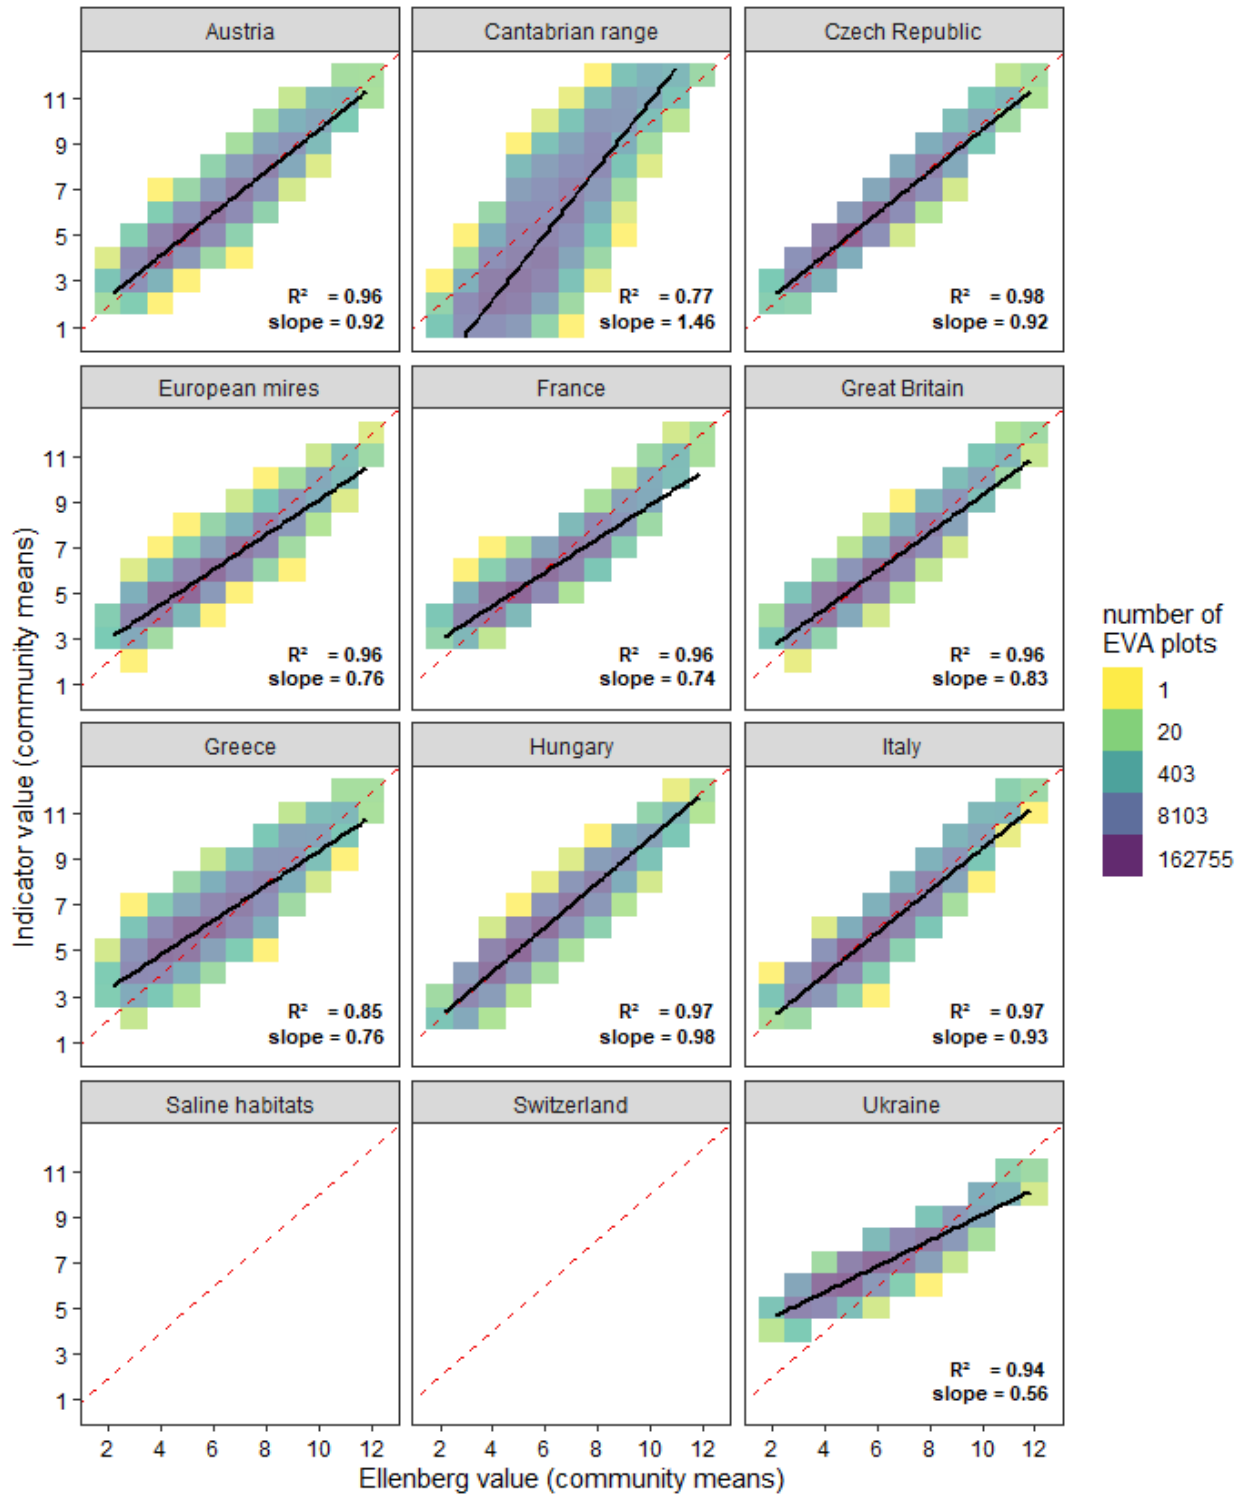 Austria
Cantabrian range
Czech Republic
11
9
7
5
3
1
R² = 0.96
slope = 0.92
R² = 0.77
slope = 1.46
R² = 0.98
slope = 0.92
European mires
France
Great Britain
11
9
7
5
3
1
R² = 0.96
slope = 0.76
R² = 0.96
slope = 0.74
R² = 0.96
slope = 0.83
Indicator value (community means)
number of
EVA plots
1
20
403
8103
162755
Greece
Hungary
Italy
11
9
7
5
3
1
R² = 0.85
slope = 0.76
R² = 0.97
slope = 0.98
R² = 0.97
slope = 0.93
Saline habitats
Switzerland
Ukraine
11
9
7
5
3
1
R² = 0.94
slope = 0.56
2 4 6 8 10 12
2 4 6 8 10 12
2 4 6 8 10 12
Ellenberg value (community means)